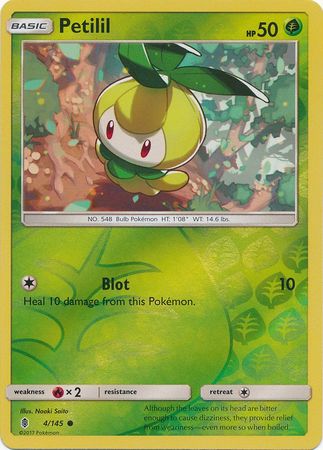 BASIC Petilil HP 50
NO. 548 Bulb Pokémon HT: 1'08" WT: 14.6 lbs.
Blot 10
Heal 10 damage from this Pokémon.
weakness × 2 resistance retreat
Illus. Naoki Saito
4/145
©2017 Pokémon
Although the leaves on its head are bitter
enough to cause dizziness, they provide relief
from weariness—even more so when boiled.